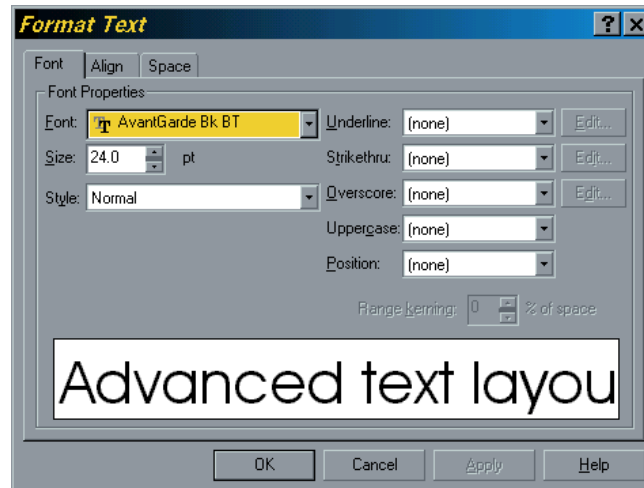 Format Text
Font Align Space
Font Properties
Font: AvantGarde Bk BT Underline: (none) Edit...
Size: 24.0 pt Strikethru: (none) Edit...
Style: Normal Overscore: (none) Edit...
Uppercase: (none)
Position: (none)
Range kerning: 0 % of space
Advanced text layou
OK Cancel Apply Help